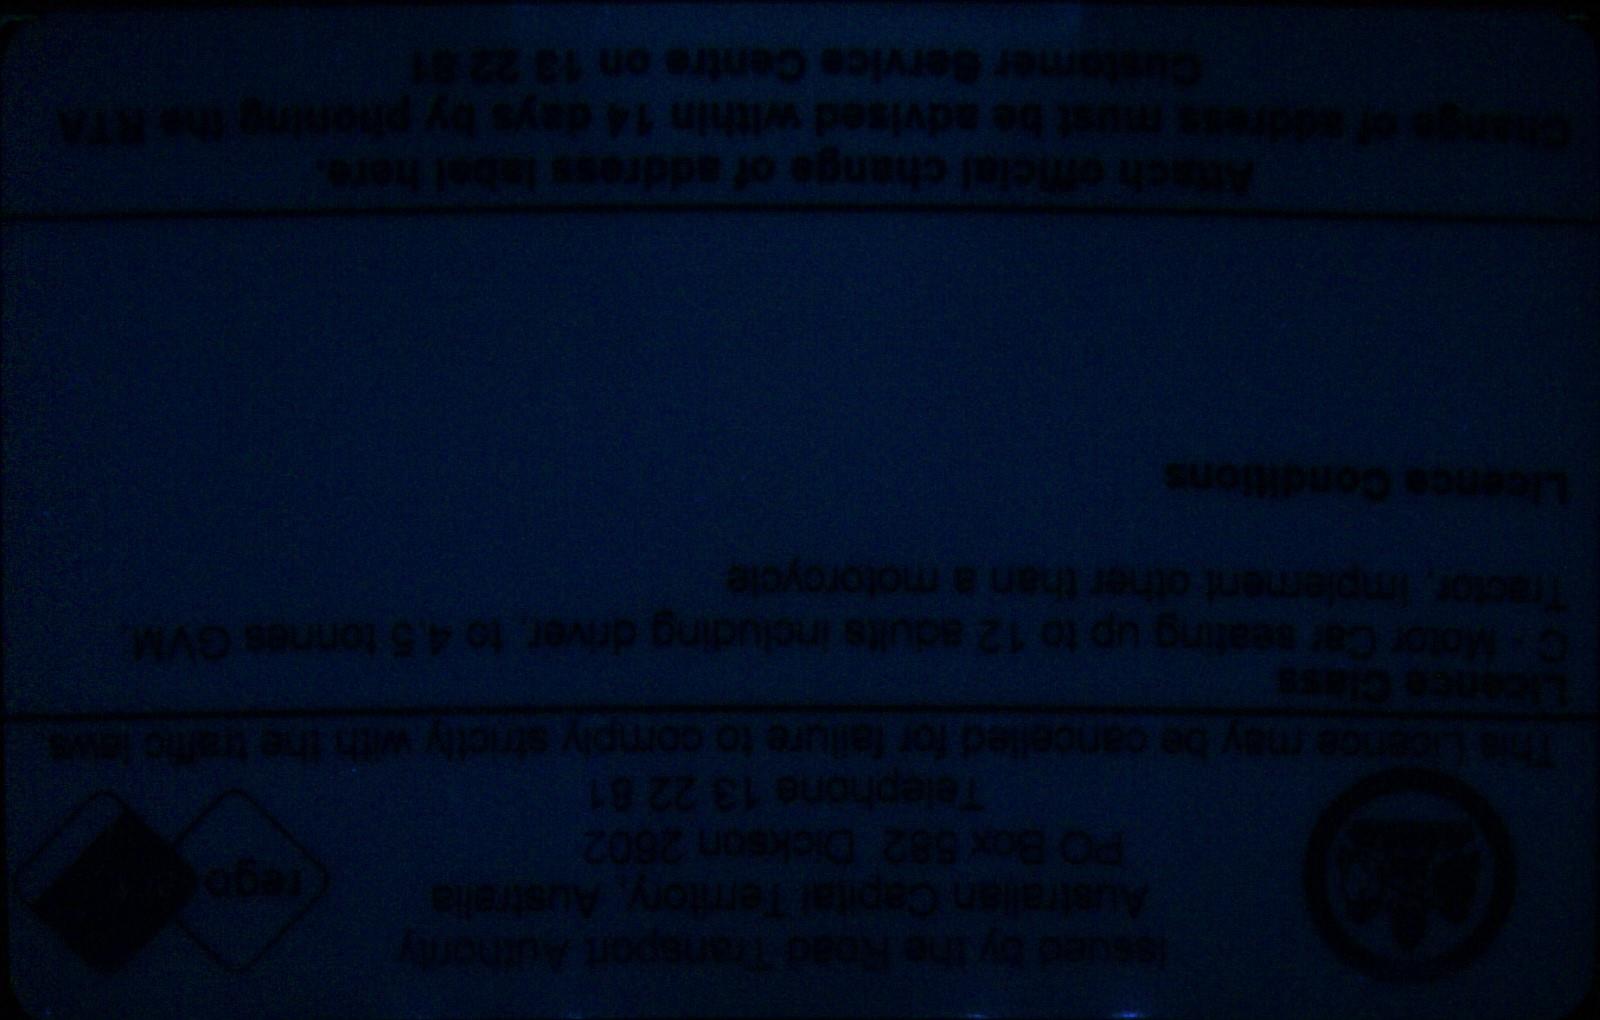 Issued by the Road Transport Authority
Australian Capital Territory, Australia
PO Box 582 Dickson 2602
Telephone 13 22 81
rego
This Licence may be cancelled for failure to comply strictly with the traffic laws.
Licence Class
C - Motor Car seating up to 12 adults including driver, to 4.5 tonnes GVM,
Tractor, implement other than a motorcycle
Licence Conditions
Attach official change of address label here.
Change of address must be advised within 14 days by phoning the RTA
Customer Service Centre on 13 22 81